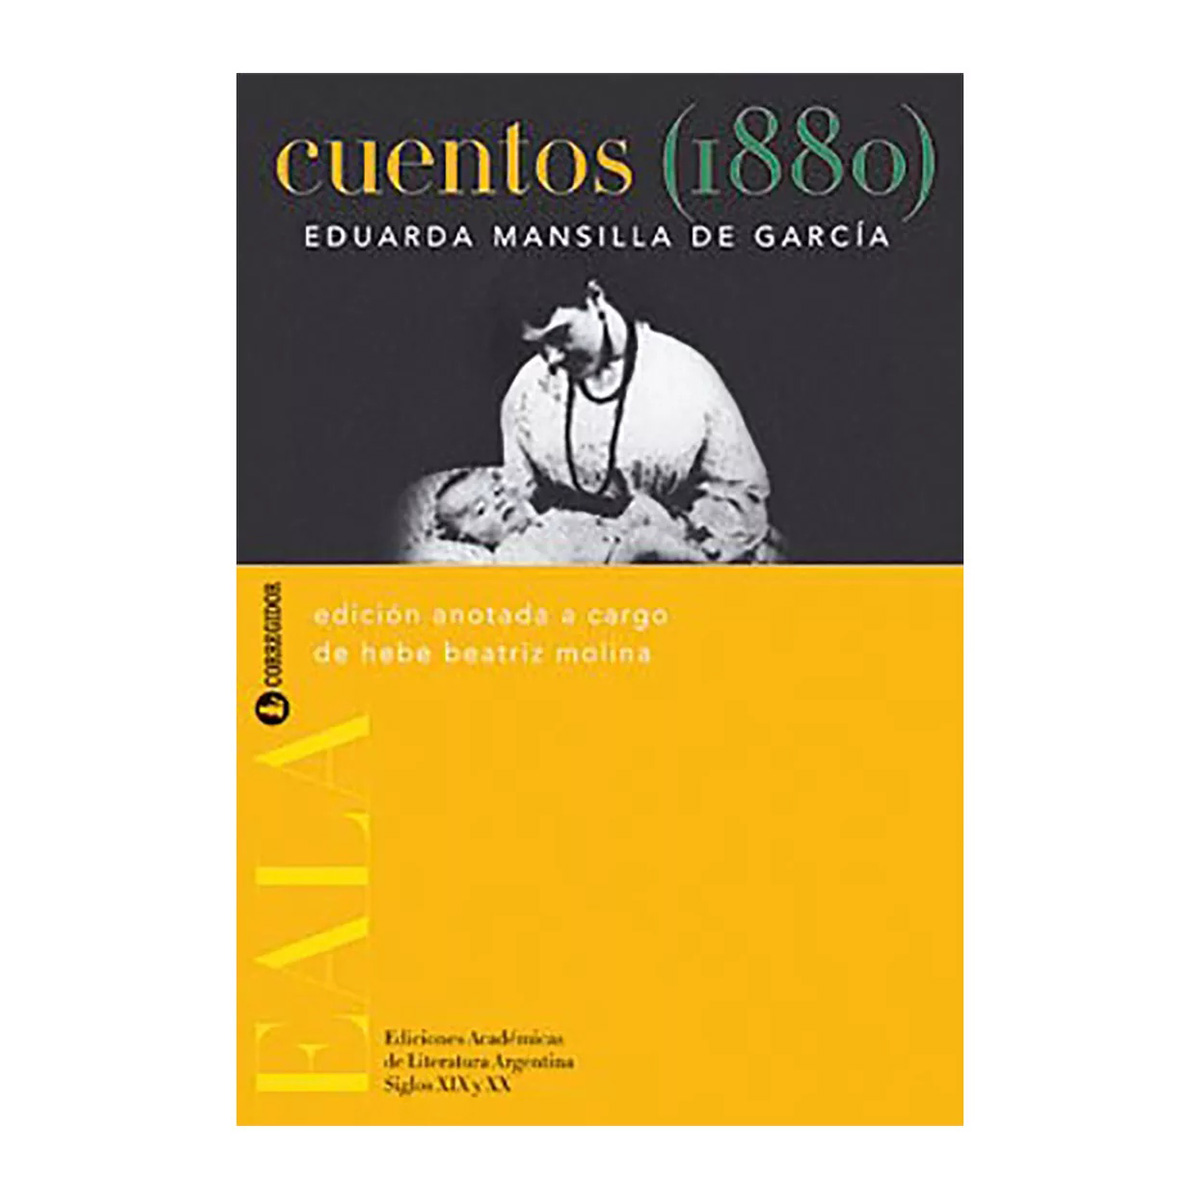 cuentos (1880)
EDUARDA MANSILLA DE GARCÍA
edición anotada a cargo
de hebe beatriz molina
CORREGIDOR
EALA
Ediciones Académicas
de Literatura Argentina
Siglos XIX y XX